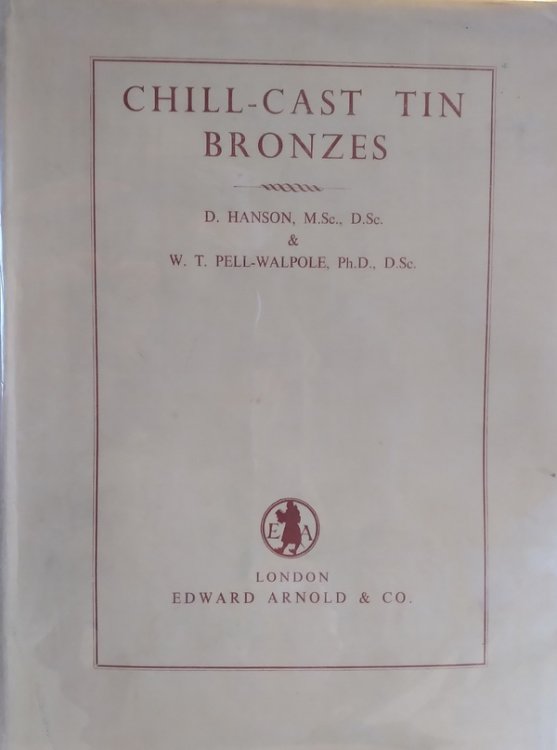 CHILL-CAST TIN
BRONZES
D. HANSON, M.Sc., D.Sc.
&
W. T. PELL-WALPOLE, Ph.D., D.Sc.
E A
LONDON
EDWARD ARNOLD & CO.